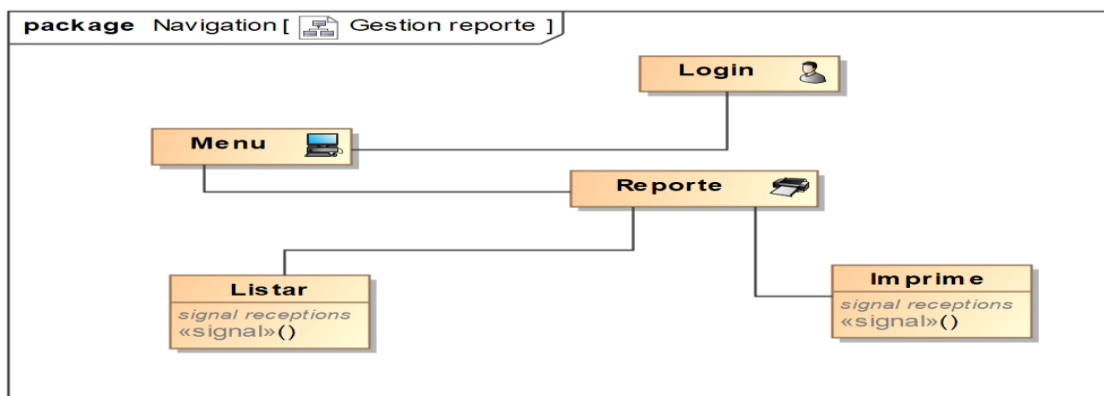 package Navigation [ Gestion reporte ]
Login
Menu
Reporte
Listar
signal receptions
«signal»()
Imprime
signal receptions
«signal»()